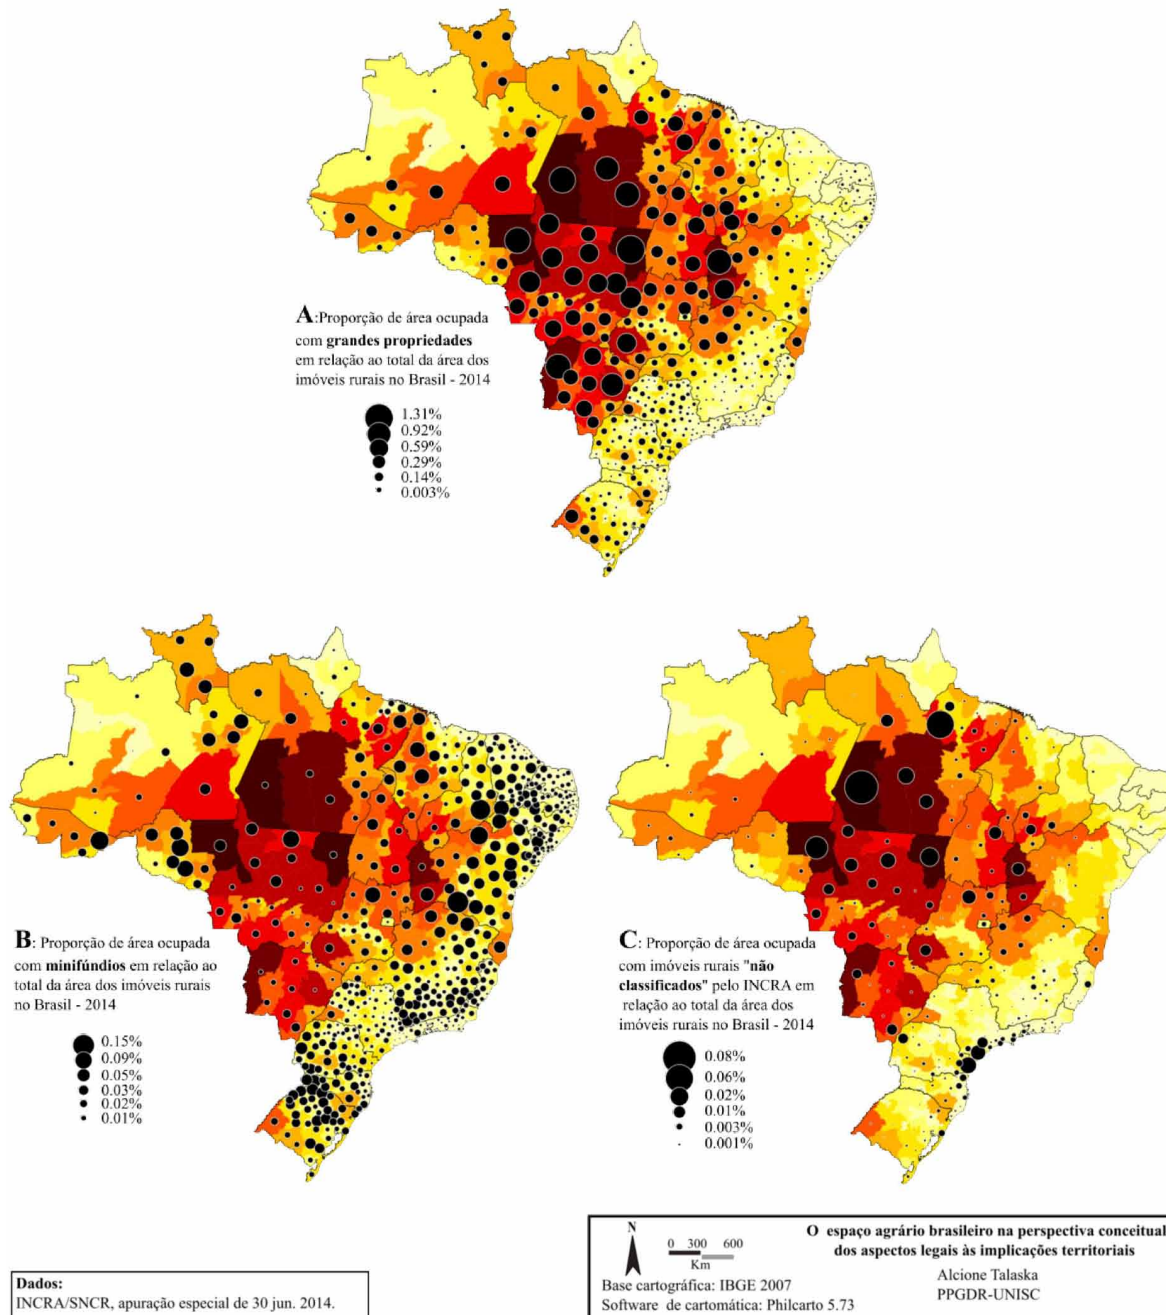 A:Proporção de área ocupada
com grandes propriedades
em relação ao total da área dos
imóveis rurais no Brasil - 2014
1.31%
0.92%
0.59%
0.29%
0.14%
0.003%
B: Proporção de área ocupada
com minifúndios em relação ao
total da área dos imóveis rurais
no Brasil - 2014
0.15%
0.09%
0.05%
0.03%
0.02%
0.01%
C: Proporção de área ocupada
com imóveis rurais "não
classificados" pelo INCRA em
relação ao total da área dos
imóveis rurais no Brasil - 2014
0.08%
0.06%
0.02%
0.01%
0.003%
0.001%
Dados:
INCRA/SNCR, apuração especial de 30 jun. 2014.
N
0 300 600
Km
Base cartográfica: IBGE 2007
Software de cartomática: Philcarto 5.73
O espaço agrário brasileiro na perspectiva conceitual
dos aspectos legais às implicações territoriais
Alcione Talaska
PPGDR-UNISC